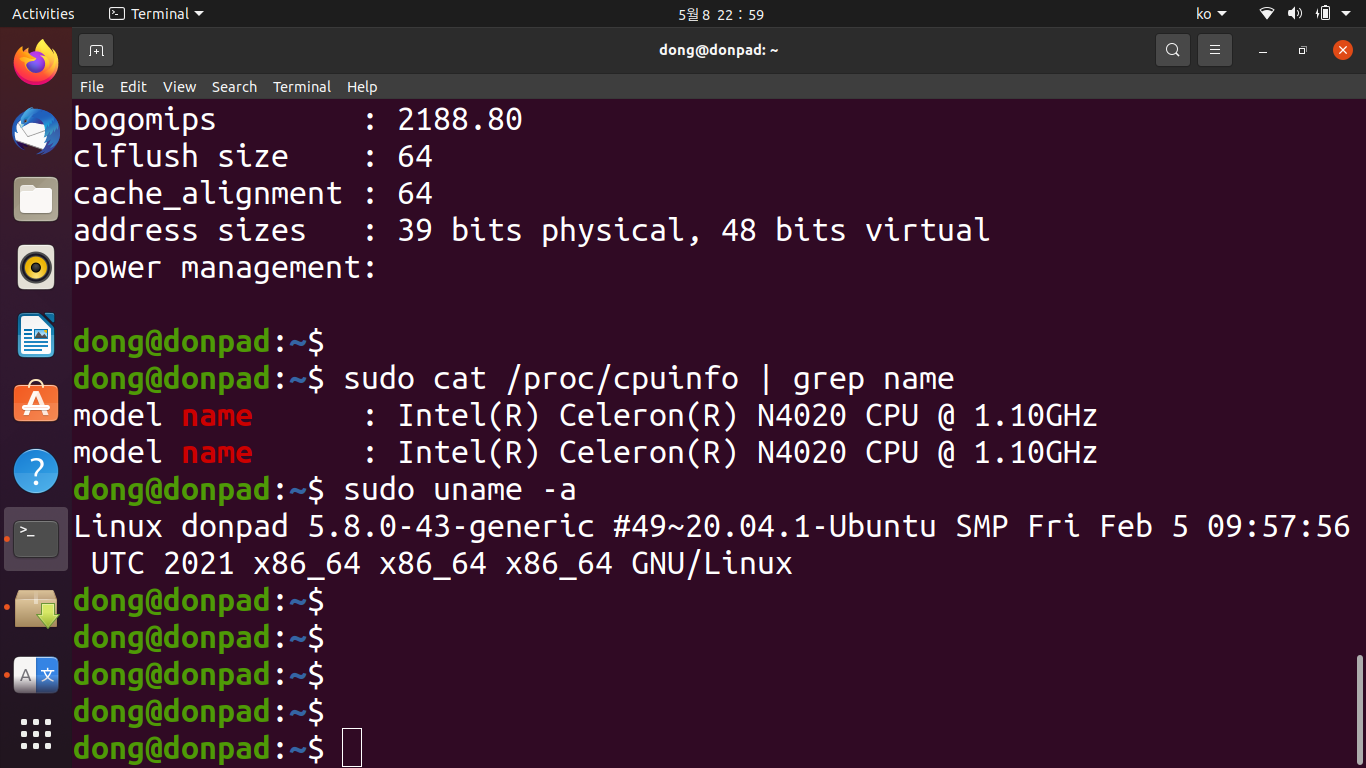 Activities
Terminal
5월 8 22 : 59
ko
dong@donpad: ~
File Edit View Search Terminal Help
bogomips        : 2188.80
clflush size    : 64
cache_alignment : 64
address sizes   : 39 bits physical, 48 bits virtual
power management:
dong@donpad:~$
dong@donpad:~$ sudo cat /proc/cpuinfo | grep name
model name      : Intel(R) Celeron(R) N4020 CPU @ 1.10GHz
model name      : Intel(R) Celeron(R) N4020 CPU @ 1.10GHz
dong@donpad:~$ sudo uname -a
Linux donpad 5.8.0-43-generic #49~20.04.1-Ubuntu SMP Fri Feb 5 09:57:56
 UTC 2021 x86_64 x86_64 x86_64 GNU/Linux
dong@donpad:~$
dong@donpad:~$
dong@donpad:~$
dong@donpad:~$
dong@donpad:~$